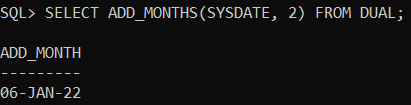 SQL> SELECT ADD_MONTHS(SYSDATE, 2) FROM DUAL;
ADD_MONTH
---------
06-JAN-22